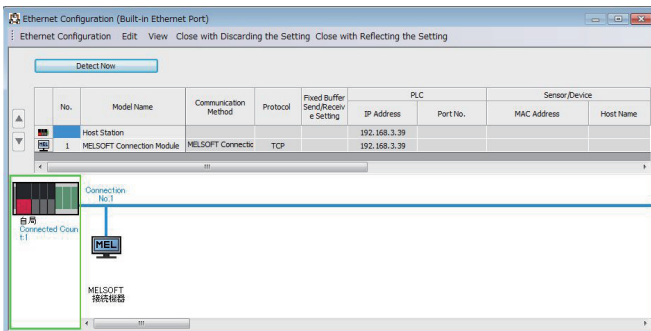 Ethernet Configuration (Built-in Ethernet Port)
Ethernet Configuration Edit View Close with Discarding the Setting Close with Reflecting the Setting
Detect Now
No. Model Name Communication Method Protocol Fixed Buffer Send/Receiv e Setting PLC Sensor/Device
IP Address Port No. MAC Address Host Name
Host Station 192.168.3.39
1 MELSOFT Connection Module MELSOFT Connectic TCP 192.168.3.39
Connection
No.1
自局
Connected Coun
t:1
MEL
MELSOFT
接続機器